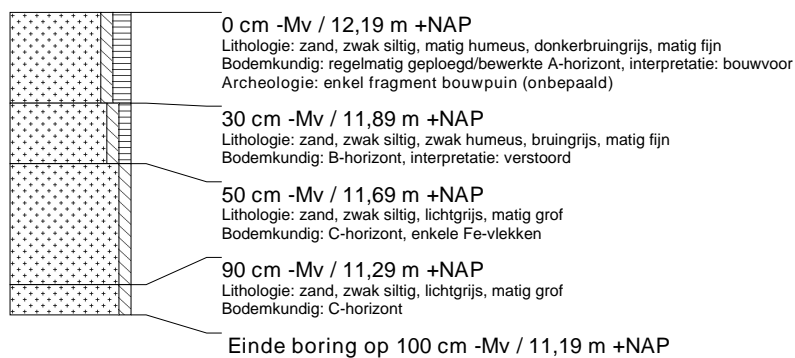 0 cm -Mv / 12,19 m +NAP
Lithologie: zand, zwak siltig, matig humeus, donkerbruingrijs, matig fijn
Bodemkundig: regelmatig geploegd/bewerkte A-horizont, interpretatie: bouwvoor
Archeologie: enkel fragment bouwpuin (onbepaald)
30 cm -Mv / 11,89 m +NAP
Lithologie: zand, zwak siltig, zwak humeus, bruingrijs, matig fijn
Bodemkundig: B-horizont, interpretatie: verstoord
50 cm -Mv / 11,69 m +NAP
Lithologie: zand, zwak siltig, lichtgrijs, matig grof
Bodemkundig: C-horizont, enkele Fe-vlekken
90 cm -Mv / 11,29 m +NAP
Lithologie: zand, zwak siltig, lichtgrijs, matig grof
Bodemkundig: C-horizont
Einde boring op 100 cm -Mv / 11,19 m +NAP